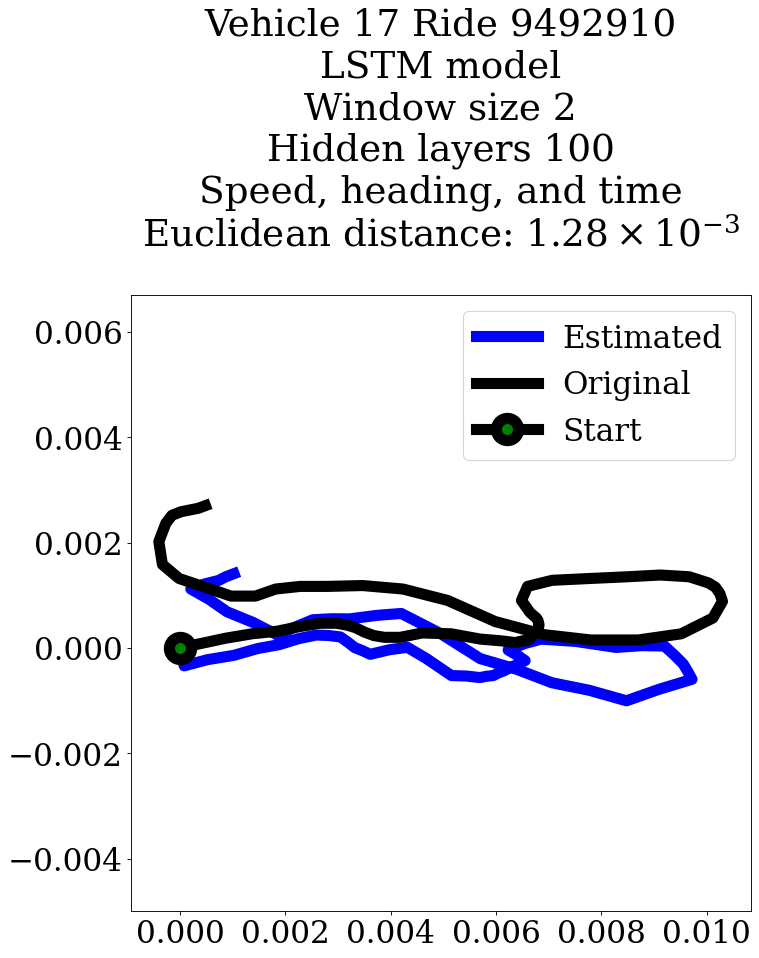 Vehicle 17 Ride 9492910
LSTM model
Window size 2
Hidden layers 100
Speed, heading, and time
Euclidean distance: 1.28 × 10⁻³
Estimated
Original
Start
0.006
0.004
0.002
0.000
−0.002
−0.004
0.000 0.002 0.004 0.006 0.008 0.010